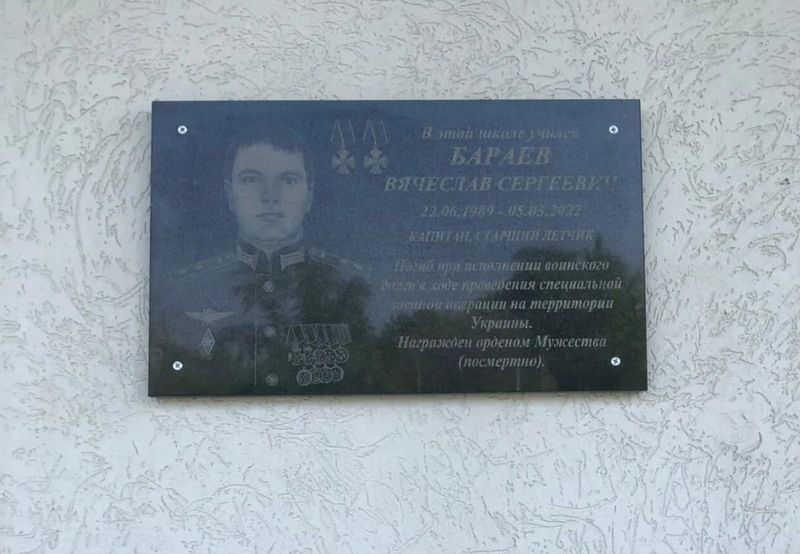 В этой школе учился
БАРАЕВ
ВЯЧЕСЛАВ СЕРГЕЕВИЧ
22.06.1989 - 05.03.2022
КАПИТАН, СТАРШИЙ ЛЕТЧИК
Погиб при исполнении воинского
долга в ходе проведения специальной
военной операции на территории
Украины.
Награжден орденом Мужества
(посмертно).